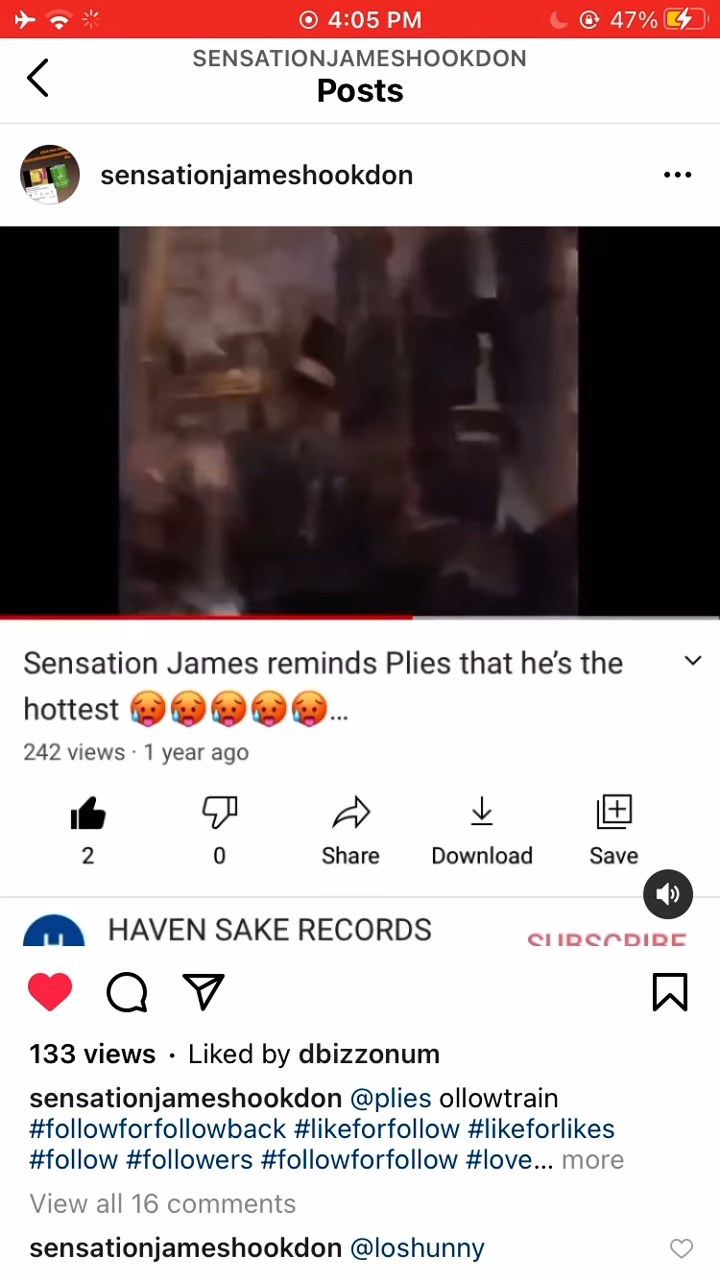 4:05 PM
47%
SENSATIONJAMESHOOKDON
Posts
sensationjameshookdon
Sensation James reminds Plies that he's the
hottest 🥵🥵🥵🥵🥵...
242 views · 1 year ago
2
0
Share
Download
Save
HAVEN SAKE RECORDS
SUBSCRIBE
133 views · Liked by dbizzonum
sensationjameshookdon @plies ollowtrain
#followforfollowback #likeforfollow #likeforlikes
#follow #followers #followforfollow #love... more
View all 16 comments
sensationjameshookdon @loshunny